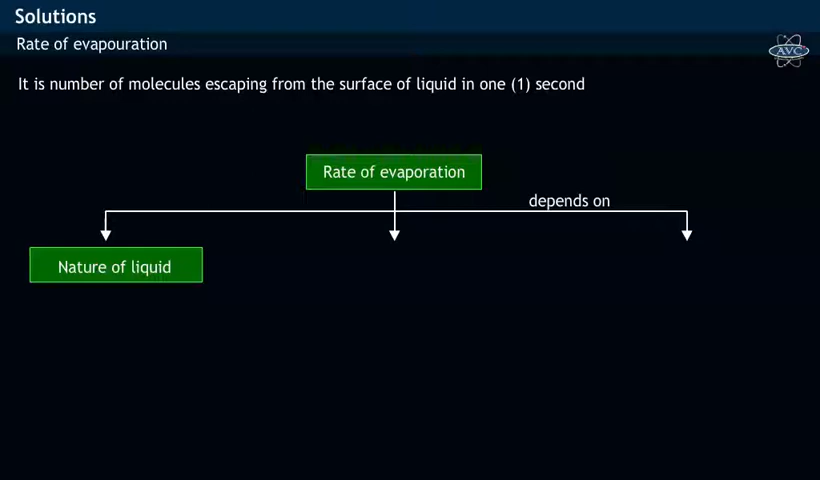 Solutions
Rate of evapouration
AVC
It is number of molecules escaping from the surface of liquid in one (1) second
Rate of evaporation
depends on
Nature of liquid